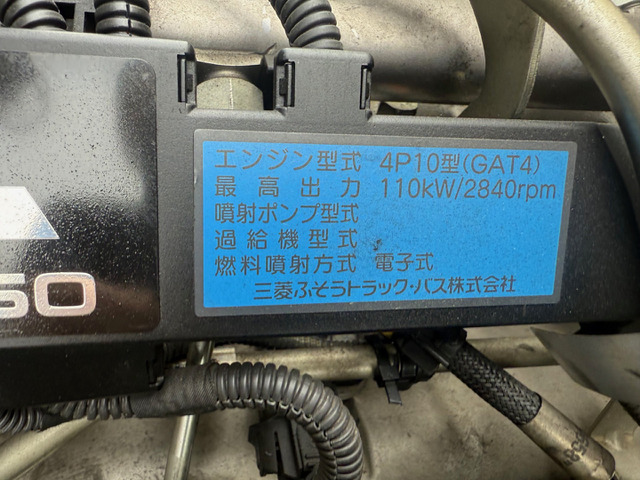 エンジン型式 4P10型(GAT4)
最高出力 110kW/2840rpm
噴射ポンプ型式
過給機型式
燃料噴射方式 電子式
三菱ふそうトラック・バス株式会社
50